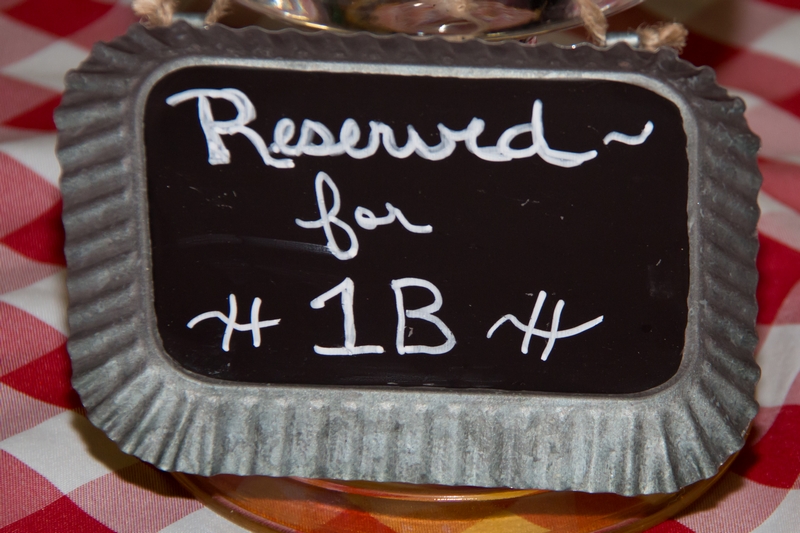 Reserved ~
for
1B